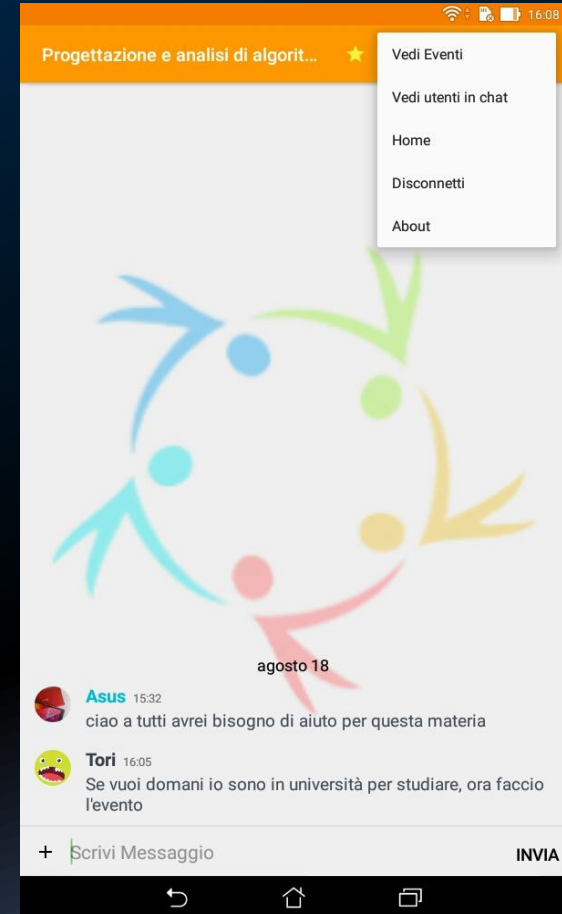 16:08
Progettazione e analisi di algorit...
Vedi Eventi
Vedi utenti in chat
Home
Disconnetti
About
agosto 18
Asus 15:32
ciao a tutti avrei bisogno di aiuto per questa materia
Tori 16:05
Se vuoi domani io sono in università per studiare, ora faccio
l'evento
+ Scrivi Messaggio INVIA